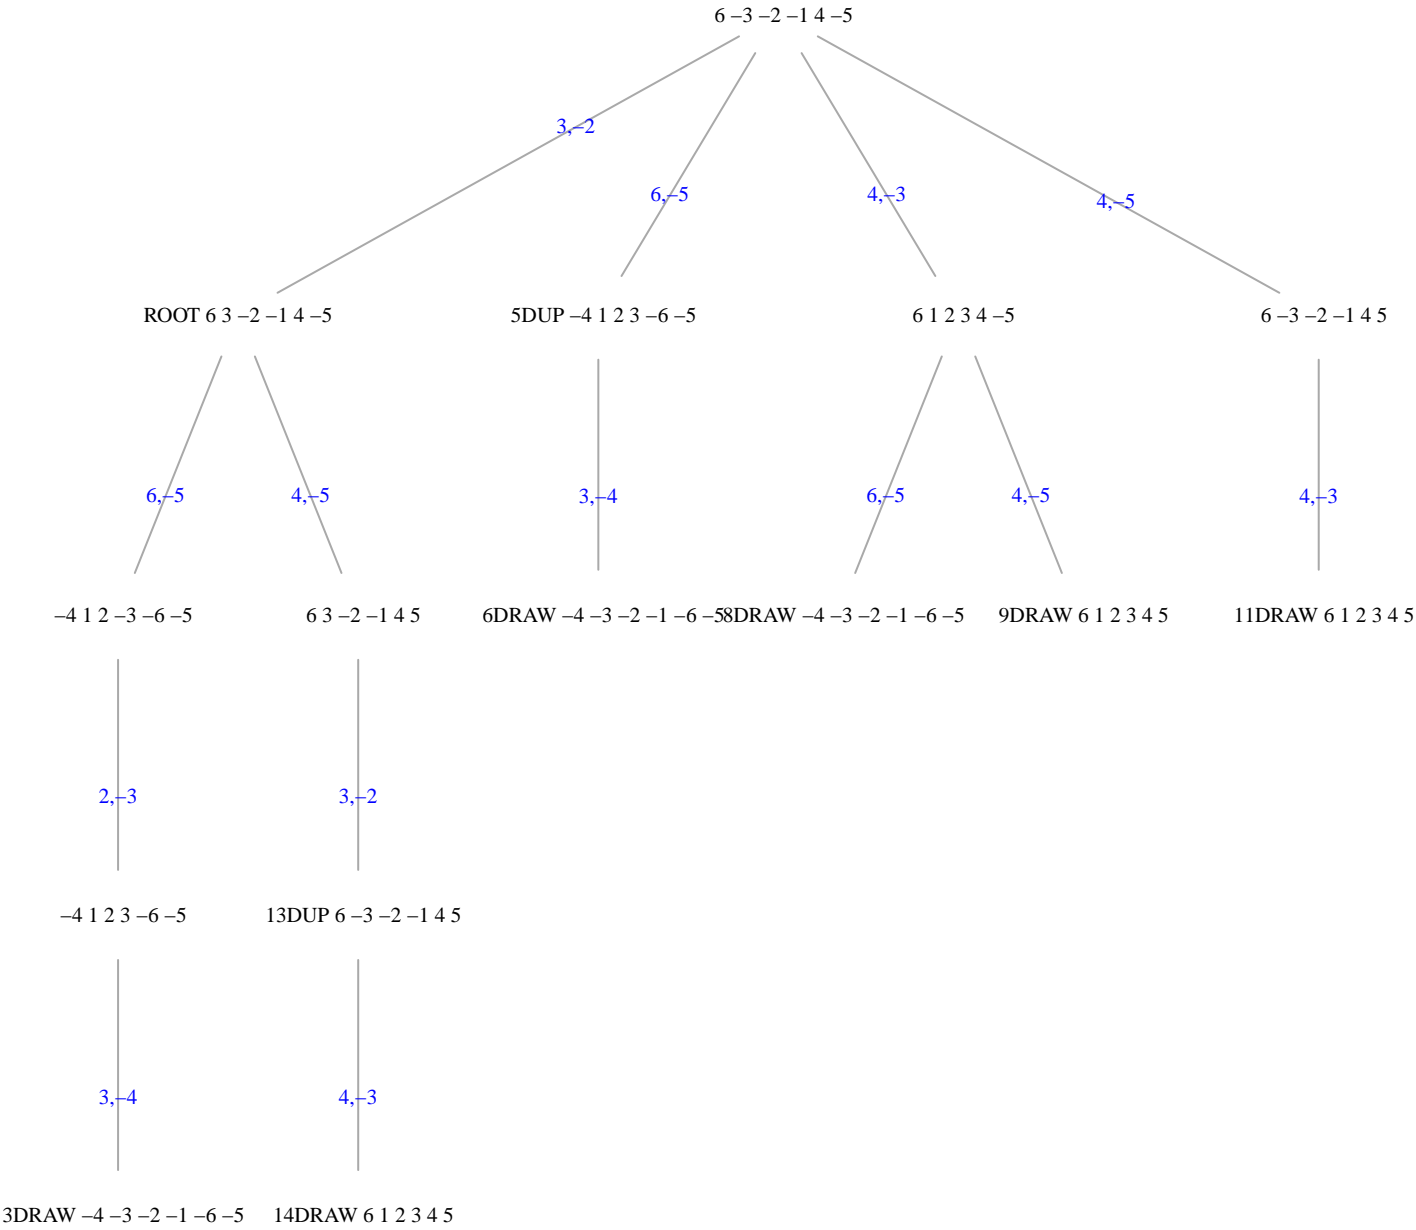 6 –3 –2 –1 4 –5
3,–2
6,–5
4,–3
4,–5
ROOT 6 3 –2 –1 4 –5
5DUP –4 1 2 3 –6 –5
6 1 2 3 4 –5
6 –3 –2 –1 4 5
6,–5
4,–5
3,–4
6,–5
4,–5
4,–3
–4 1 2 –3 –6 –5
6 3 –2 –1 4 5
6DRAW –4 –3 –2 –1 –6 –5
8DRAW –4 –3 –2 –1 –6 –5
9DRAW 6 1 2 3 4 5
11DRAW 6 1 2 3 4 5
2,–3
3,–2
–4 1 2 3 –6 –5
13DUP 6 –3 –2 –1 4 5
3,–4
4,–3
3DRAW –4 –3 –2 –1 –6 –5
14DRAW 6 1 2 3 4 5